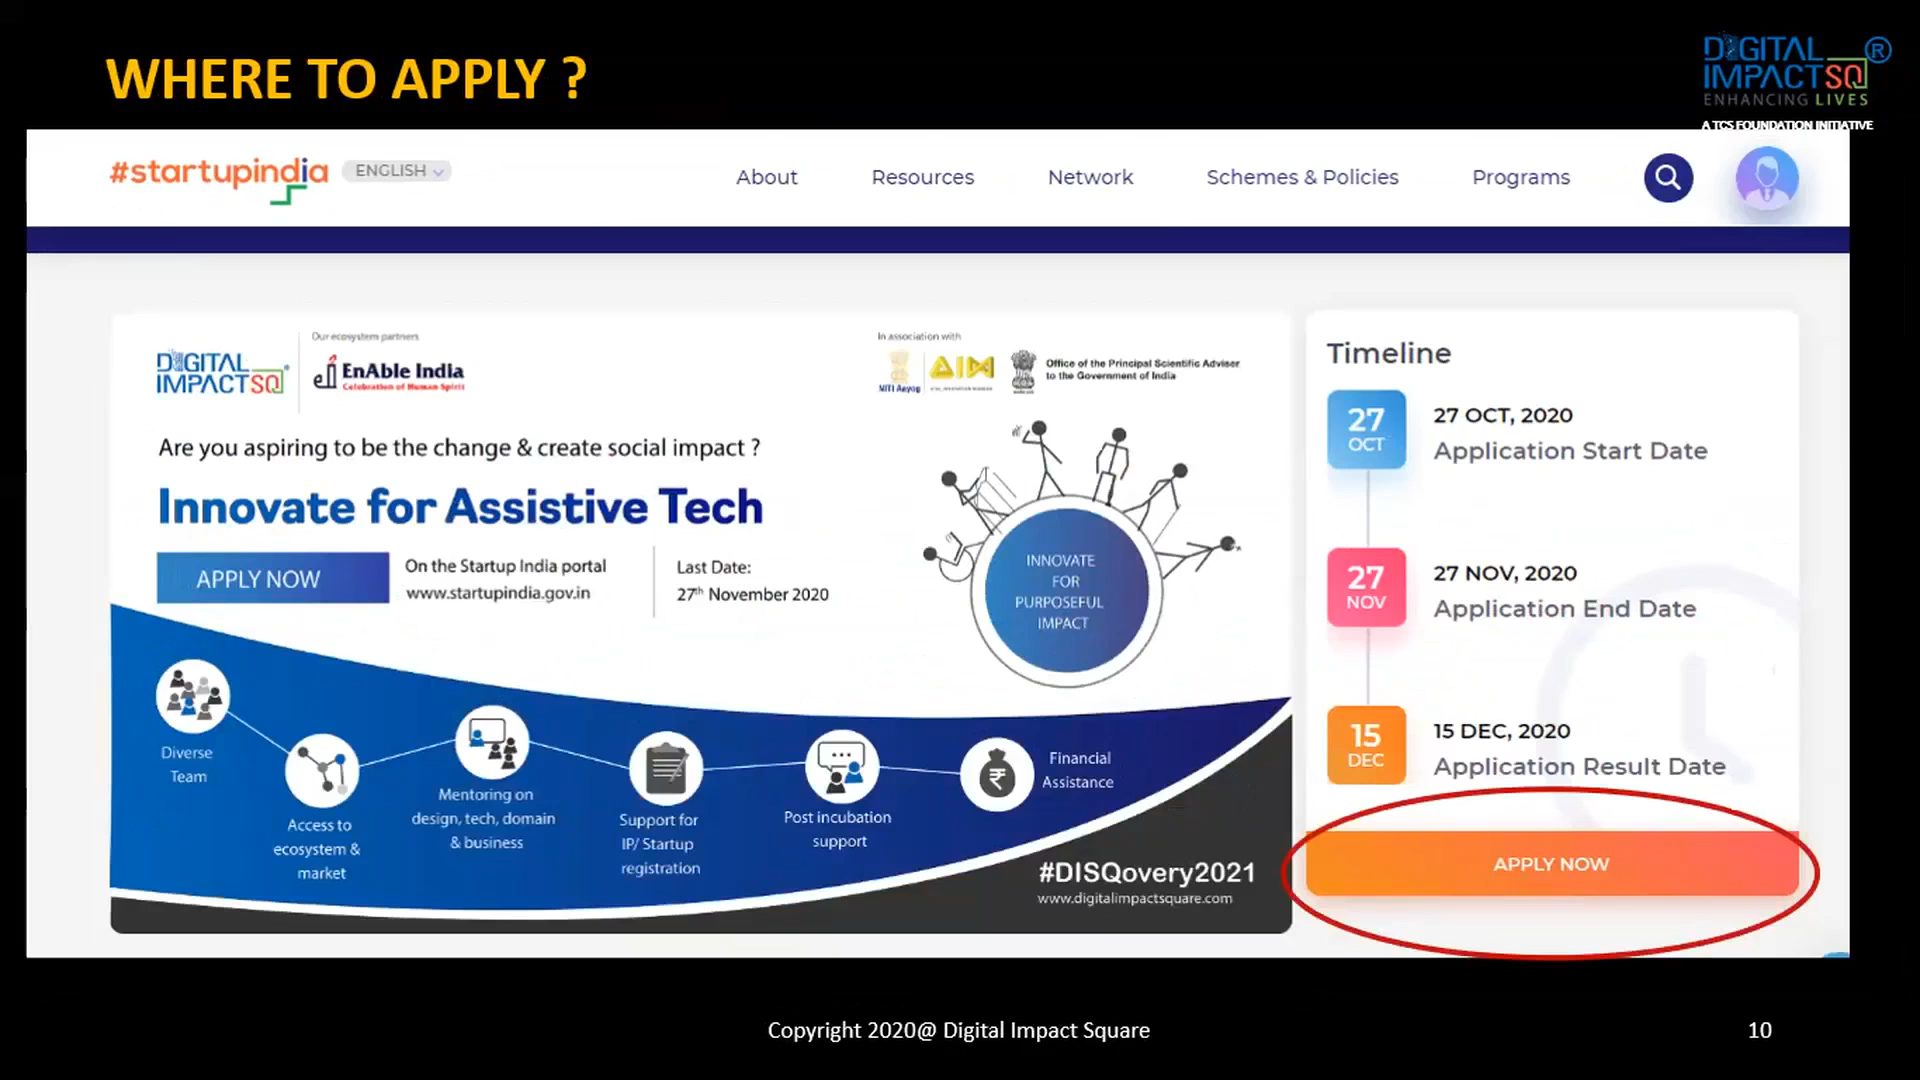 WHERE TO APPLY ?
DIGITAL
IMPACTSQ
®
ENHANCING LIVES
A TCS FOUNDATION INITIATIVE
#startupindia
ENGLISH
About
Resources
Network
Schemes & Policies
Programs
DIGITAL
IMPACTSQ
Our ecosystem partners
EnAble India
Celebration of Human Spirit
In association with
NITI Aayog
AIM
Office of the Principal Scientific Adviser
to the Government of India
Are you aspiring to be the change & create social impact ?
Innovate for Assistive Tech
APPLY NOW
On the Startup India portal
www.startupindia.gov.in
Last Date:
27th November 2020
INNOVATE
FOR
PURPOSEFUL
IMPACT
Diverse
Team
Access to
ecosystem &
market
Mentoring on
design, tech, domain
& business
Support for
IP/ Startup
registration
Post incubation
support
₹
Financial
Assistance
#DISQovery2021
www.digitalimpactsquare.com
Timeline
27
OCT
27 OCT, 2020
Application Start Date
27
NOV
27 NOV, 2020
Application End Date
15
DEC
15 DEC, 2020
Application Result Date
APPLY NOW
Copyright 2020@ Digital Impact Square
10